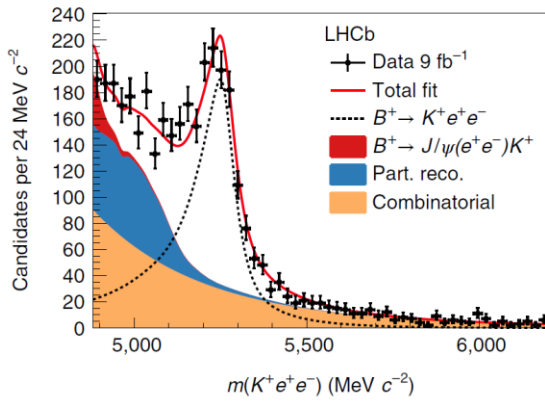 240
220
200
180
160
140
120
100
80
60
40
20
0
Candidates per 24 MeV c⁻²
LHCb
Data 9 fb⁻¹
Total fit
B⁺ → K⁺e⁺e⁻
B⁺ → J/ψ(e⁺e⁻)K⁺
Part. reco.
Combinatorial
5,000 5,500 6,000
m(K⁺e⁺e⁻) (MeV c⁻²)